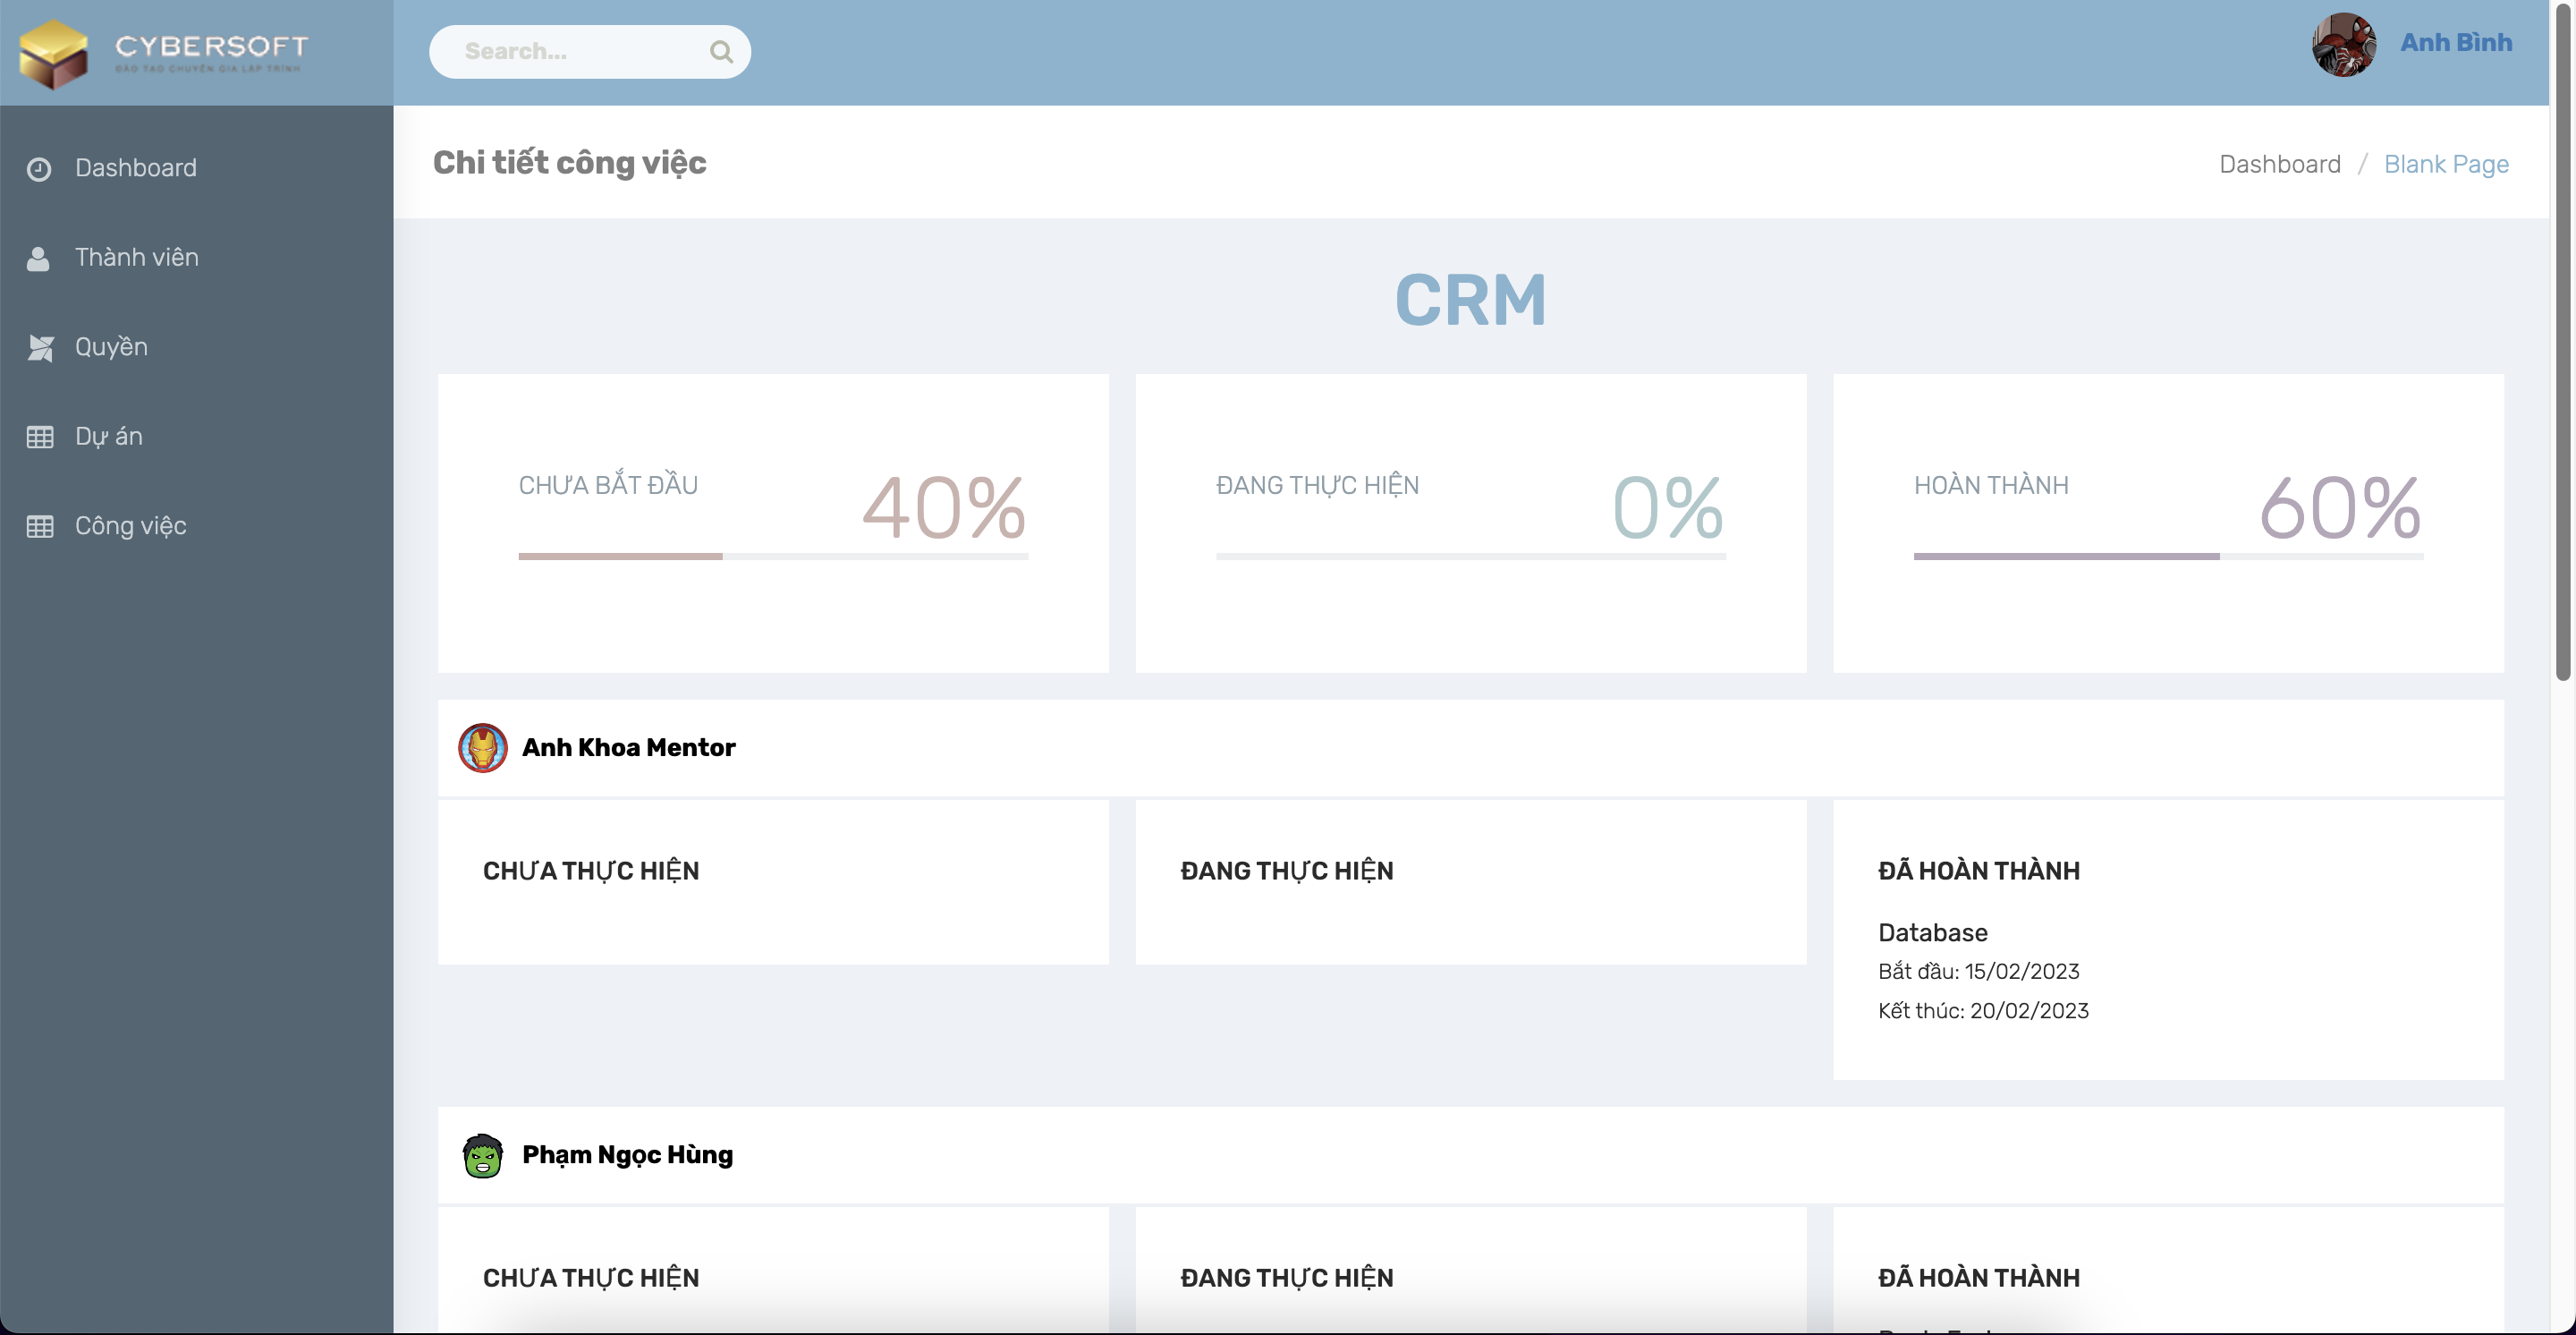 CYBERSOFT
ĐÀO TẠO CHUYÊN GIA LẬP TRÌNH
Search...
Anh Bình
Dashboard
Thành viên
Quyền
Dự án
Công việc
Chi tiết công việc
Dashboard / Blank Page
CRM
CHƯA BẮT ĐẦU
40%
ĐANG THỰC HIỆN
0%
HOÀN THÀNH
60%
Anh Khoa Mentor
CHƯA THỰC HIỆN
ĐANG THỰC HIỆN
ĐÃ HOÀN THÀNH
Database
Bắt đầu: 15/02/2023
Kết thúc: 20/02/2023
Phạm Ngọc Hùng
CHƯA THỰC HIỆN
ĐANG THỰC HIỆN
ĐÃ HOÀN THÀNH